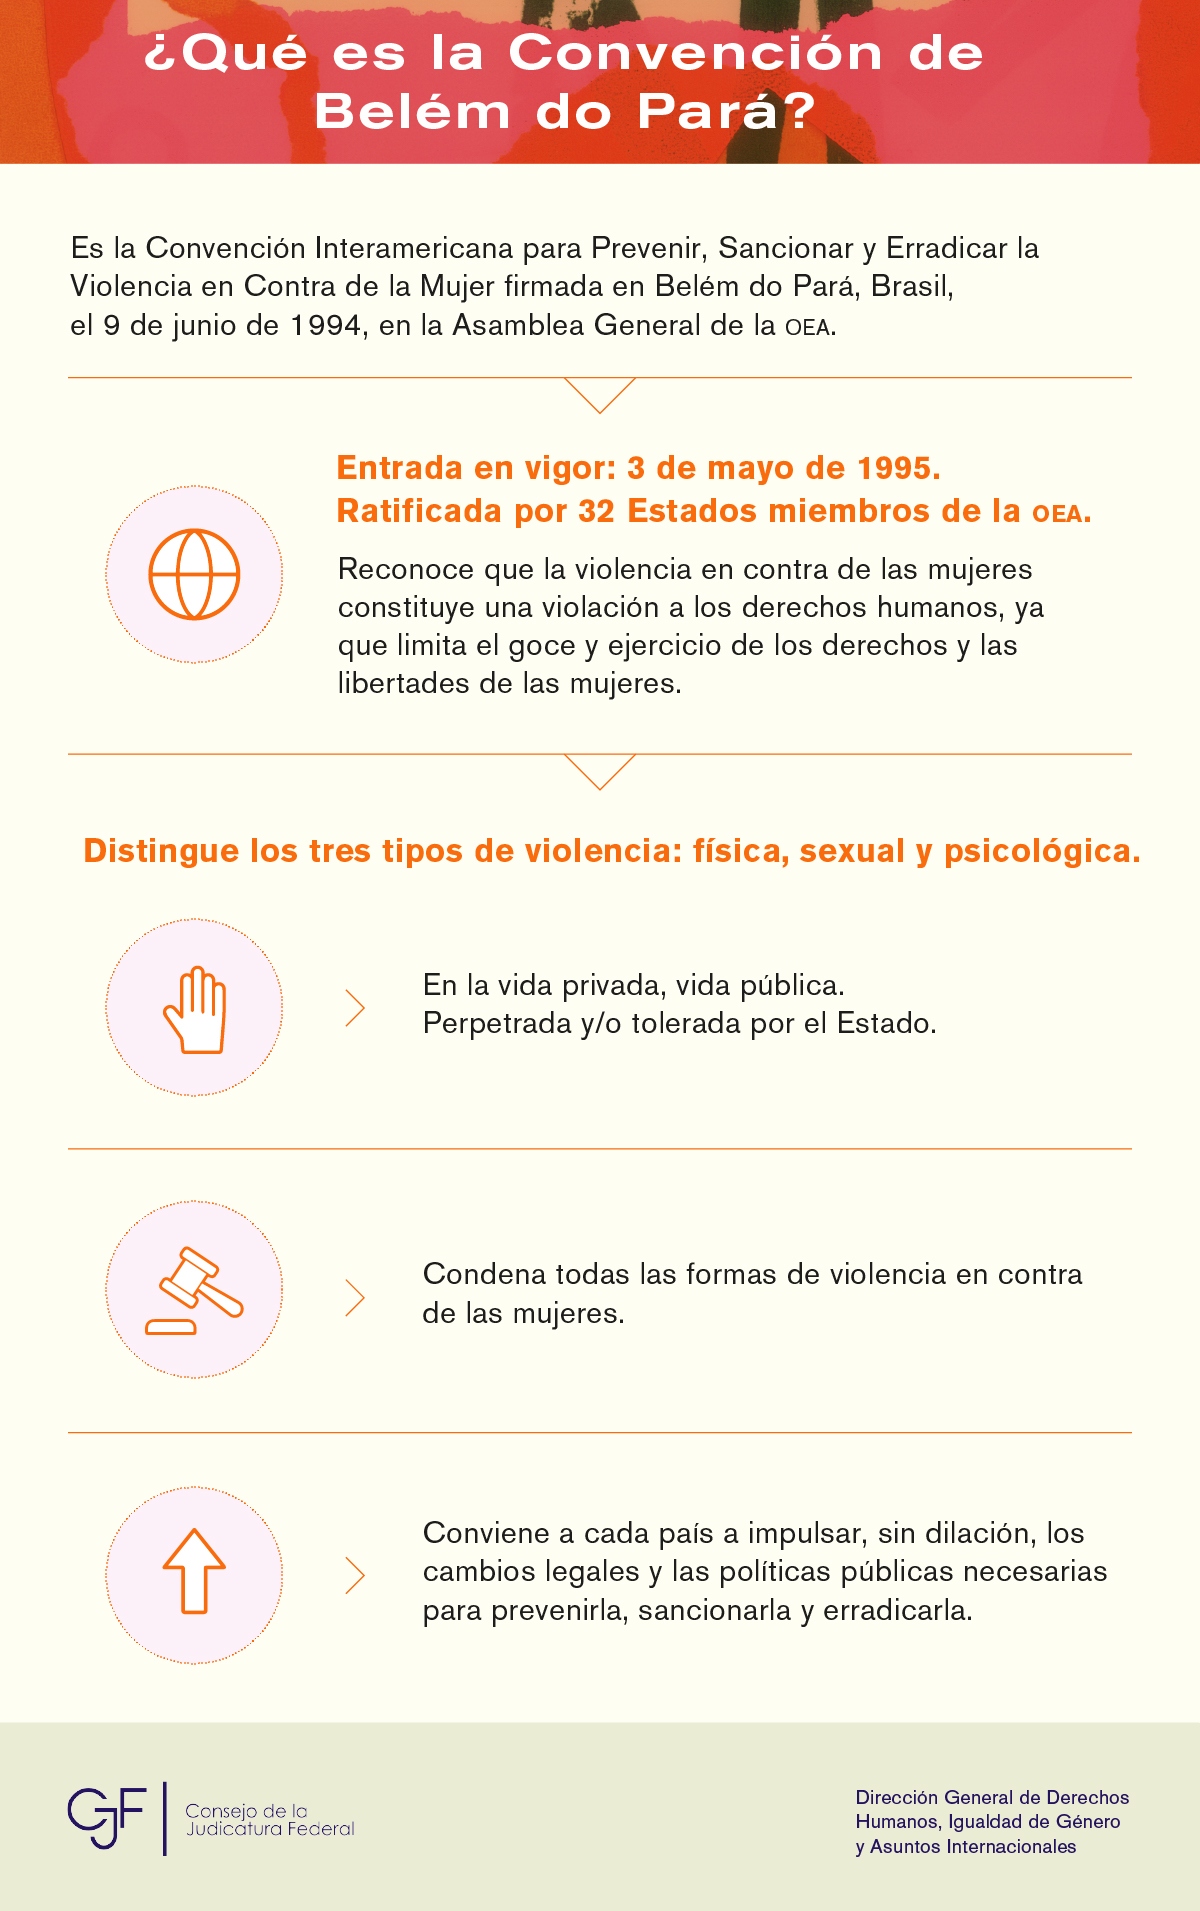 ¿Qué es la Convención de
Belém do Pará?
Es la Convención Interamericana para Prevenir, Sancionar y Erradicar la
Violencia en Contra de la Mujer firmada en Belém do Pará, Brasil,
el 9 de junio de 1994, en la Asamblea General de la OEA.
Entrada en vigor: 3 de mayo de 1995.
Ratificada por 32 Estados miembros de la OEA.
Reconoce que la violencia en contra de las mujeres
constituye una violación a los derechos humanos, ya
que limita el goce y ejercicio de los derechos y las
libertades de las mujeres.
Distingue los tres tipos de violencia: física, sexual y psicológica.
En la vida privada, vida pública.
Perpetrada y/o tolerada por el Estado.
Condena todas las formas de violencia en contra
de las mujeres.
Conviene a cada país a impulsar, sin dilación, los
cambios legales y las políticas públicas necesarias
para prevenirla, sancionarla y erradicarla.
CJF
Consejo de la
Judicatura Federal
Dirección General de Derechos
Humanos, Igualdad de Género
y Asuntos Internacionales